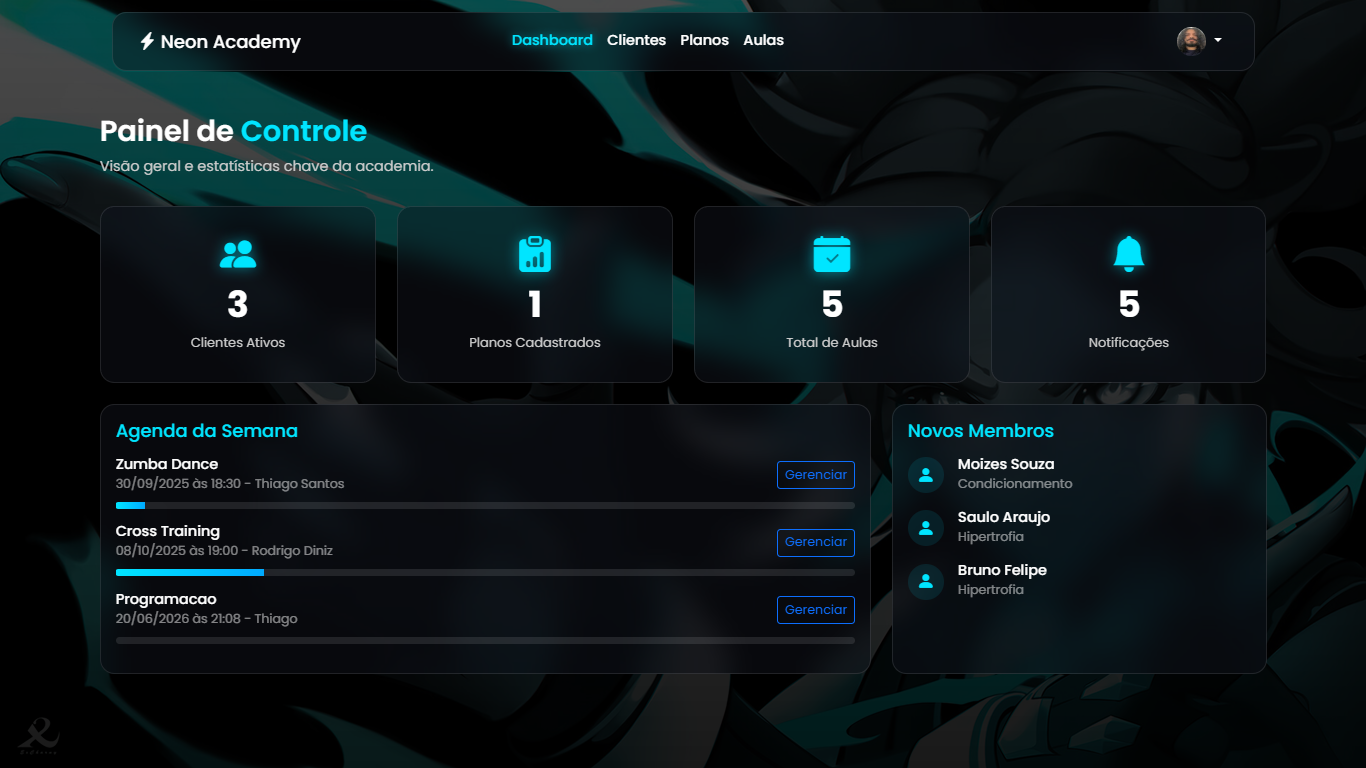 Neon Academy
Dashboard Clientes Planos Aulas
Painel de Controle
Visão geral e estatísticas chave da academia.
3
Clientes Ativos
1
Planos Cadastrados
5
Total de Aulas
5
Notificações
Agenda da Semana
Zumba Dance
30/09/2025 às 18:30 - Thiago Santos
Gerenciar
Cross Training
08/10/2025 às 19:00 - Rodrigo Diniz
Gerenciar
Programacao
20/06/2026 às 21:08 - Thiago
Gerenciar
Novos Membros
Moizes Souza
Condicionamento
Saulo Araujo
Hipertrofia
Bruno Felipe
Hipertrofia